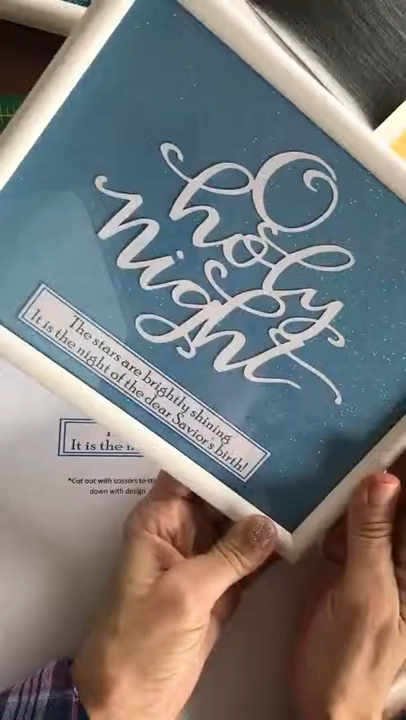 O
holy
night
The stars are brightly shining
It is the night of the dear Savior's birth!
It is the n
*Cut out with scissors to
down with design